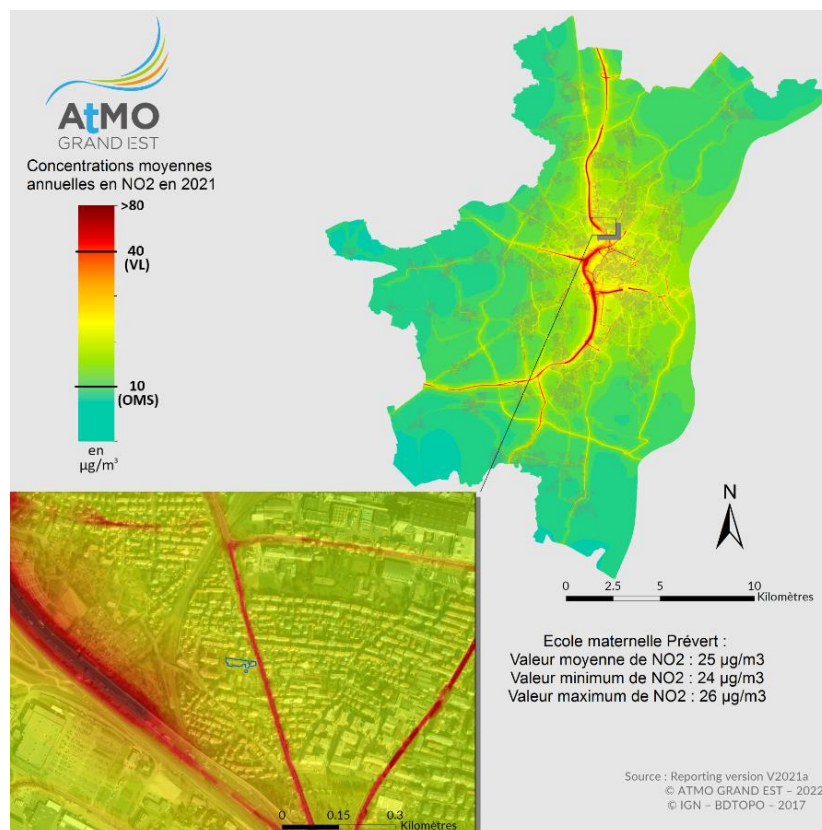 AtMO
GRAND EST
Concentrations moyennes
annuelles en NO2 en 2021
>80
40
(VL)
10
(OMS)
en
µg/m³
N
0 2.5 5 10
Kilomètres
Ecole maternelle Prévert :
Valeur moyenne de NO2 : 25 µg/m3
Valeur minimum de NO2 : 24 µg/m3
Valeur maximum de NO2 : 26 µg/m3
0 0.15 0.3
Kilomètres
Source : Reporting version V2021a
© ATMO GRAND EST - 2022
© IGN - BDTOPO - 2017